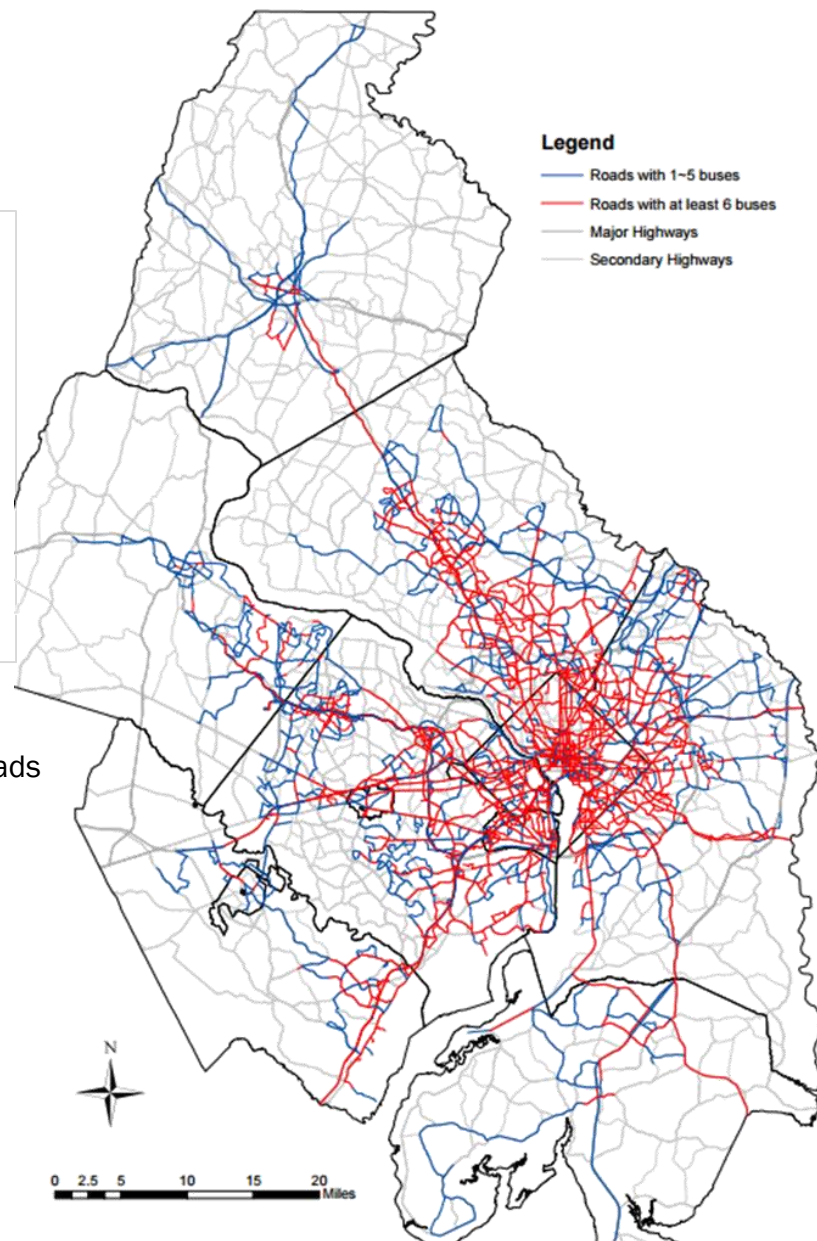 Legend
Roads with 1~5 buses
Roads with at least 6 buses
Major Highways
Secondary Highways
ads
N
0 2.5 5 10 15 20
Miles